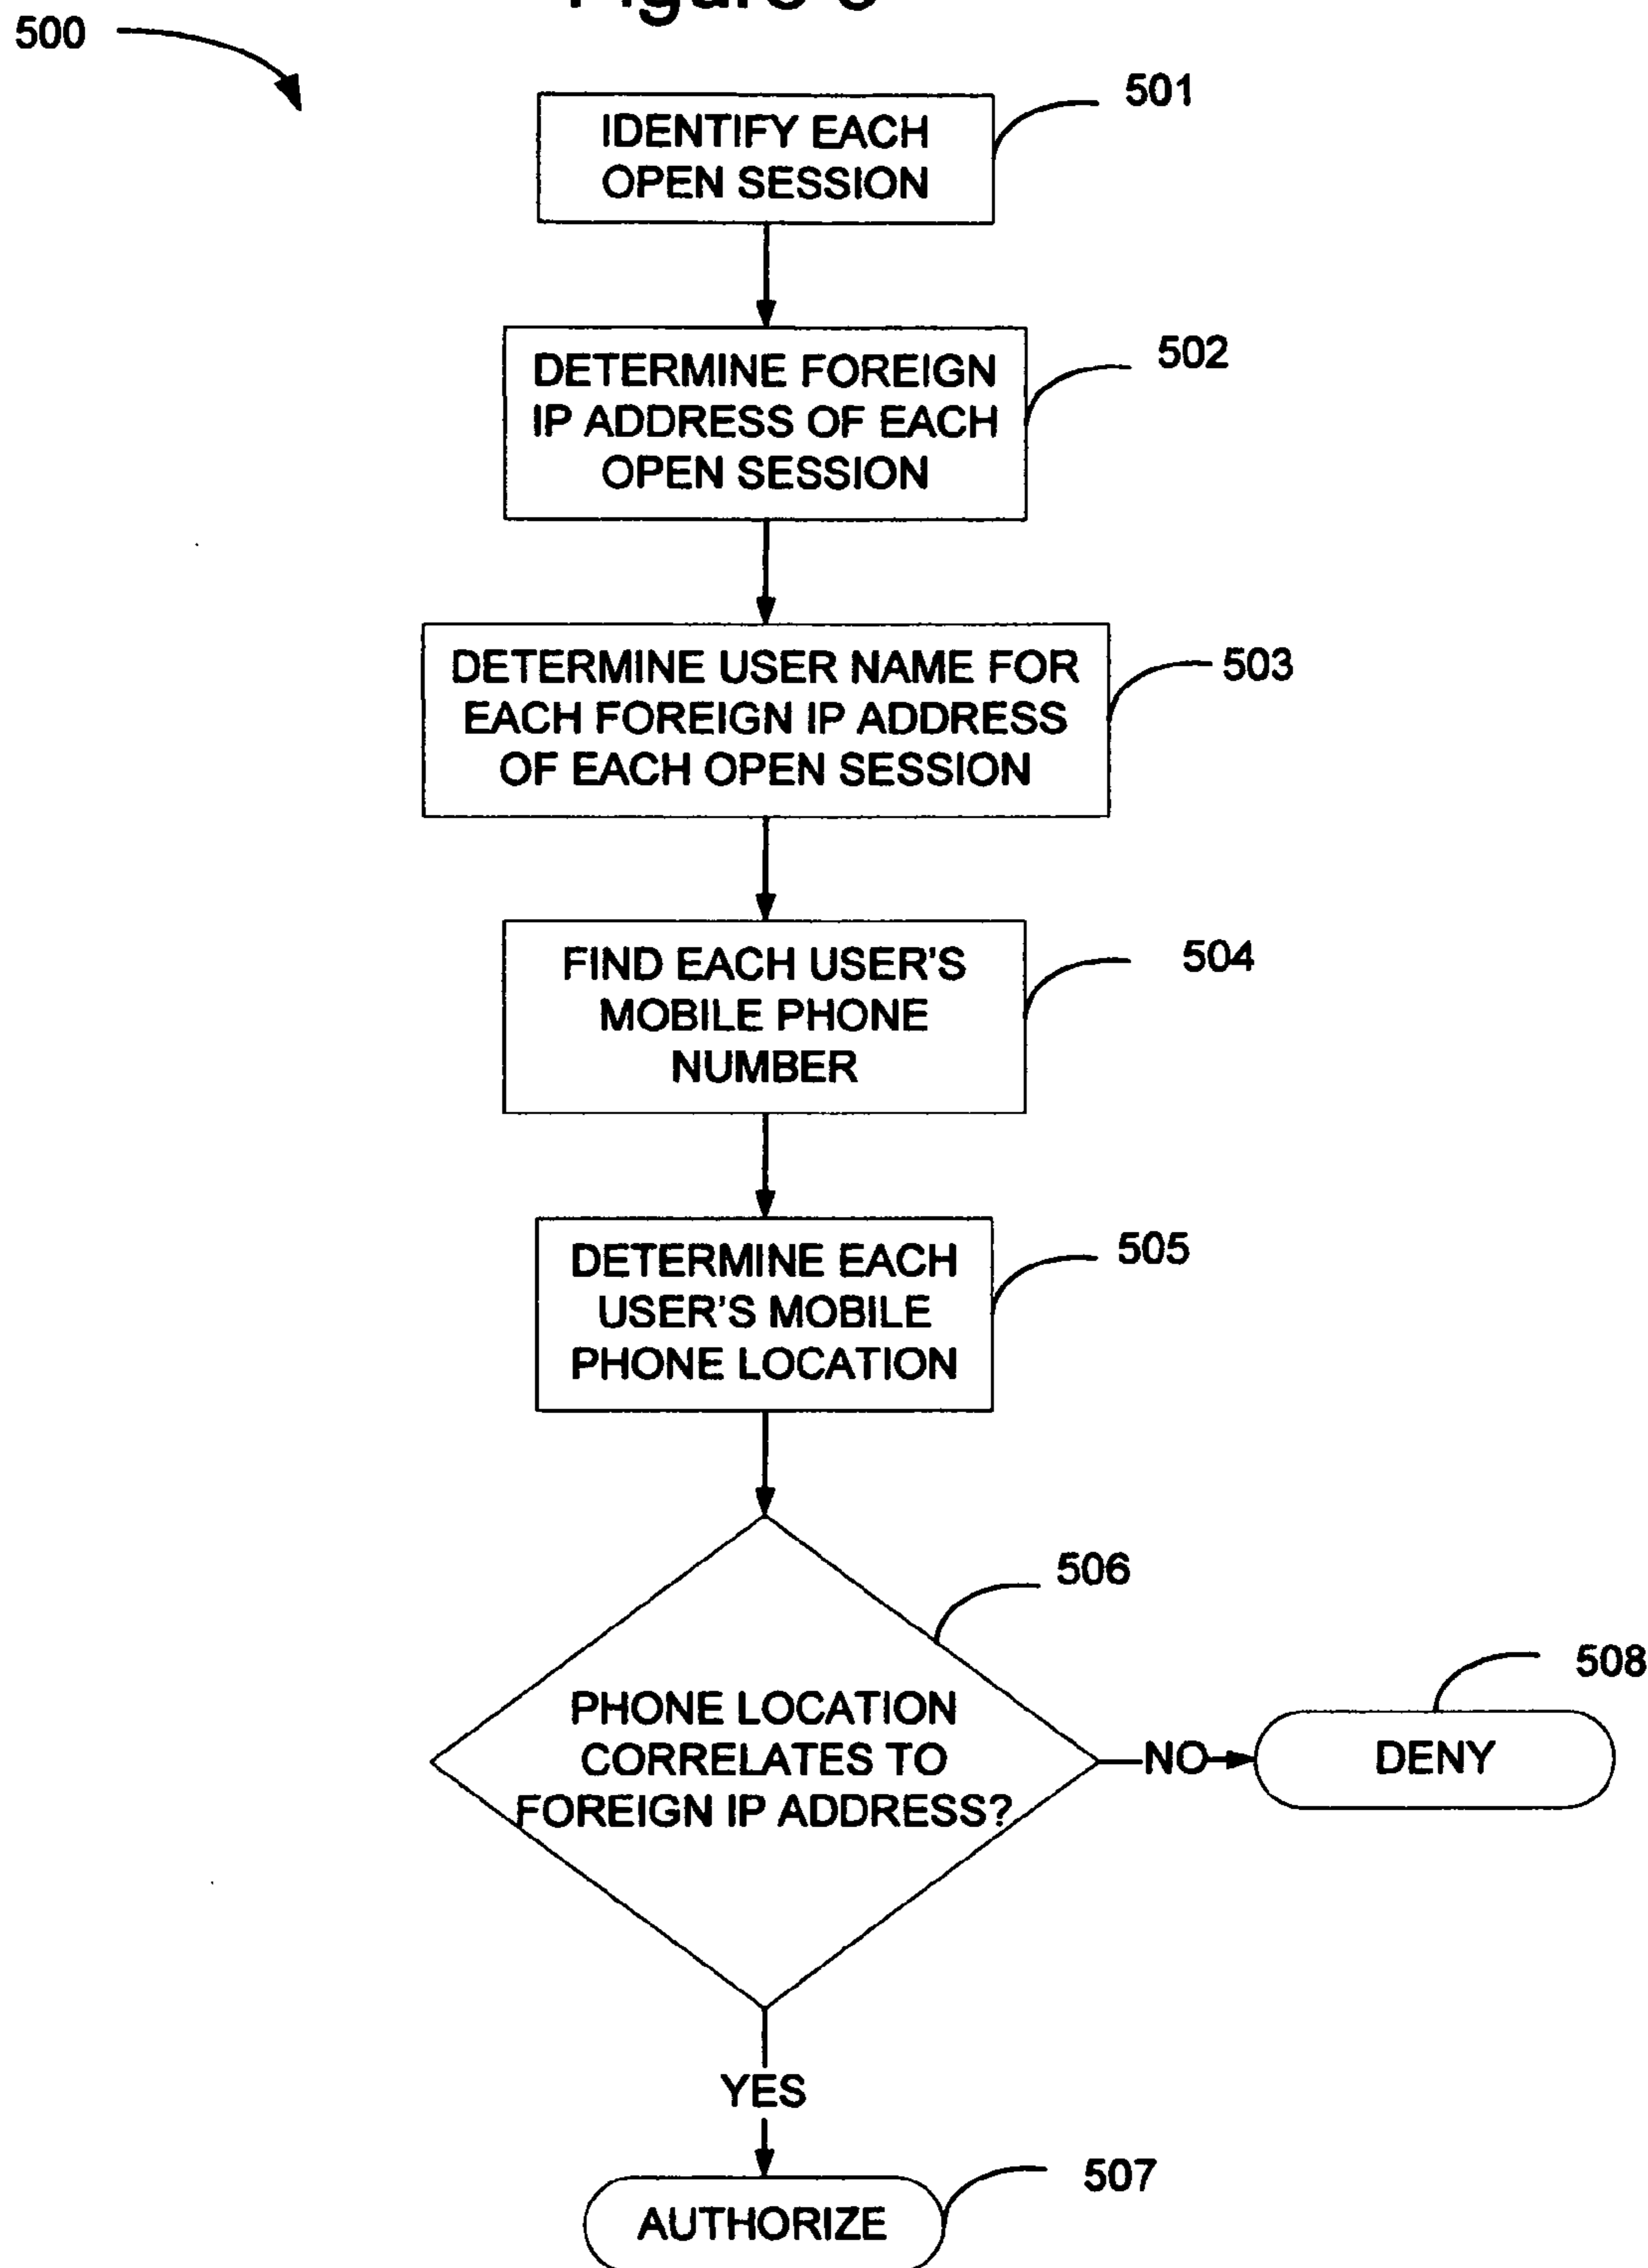 500
501
IDENTIFY EACH
OPEN SESSION
502
DETERMINE FOREIGN
IP ADDRESS OF EACH
OPEN SESSION
503
DETERMINE USER NAME FOR
EACH FOREIGN IP ADDRESS
OF EACH OPEN SESSION
504
FIND EACH USER'S
MOBILE PHONE
NUMBER
505
DETERMINE EACH
USER'S MOBILE
PHONE LOCATION
506
PHONE LOCATION
CORRELATES TO
FOREIGN IP ADDRESS?
NO
508
DENY
YES
507
AUTHORIZE